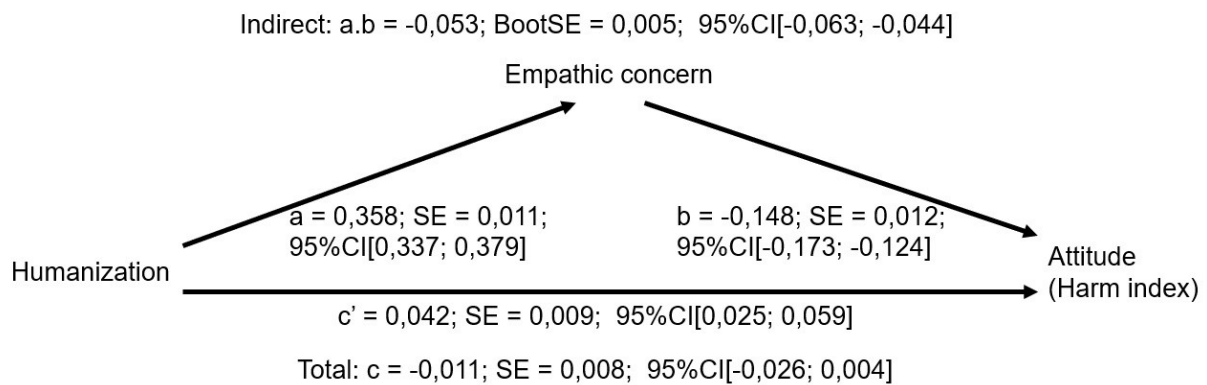 Indirect: a.b = -0,053; BootSE = 0,005;  95%CI[-0,063; -0,044]
Empathic concern
a = 0,358; SE = 0,011;
95%CI[0,337; 0,379]
b = -0,148; SE = 0,012;
95%CI[-0,173; -0,124]
Humanization
Attitude
(Harm index)
c’ = 0,042; SE = 0,009;  95%CI[0,025; 0,059]
Total: c = -0,011; SE = 0,008;  95%CI[-0,026; 0,004]